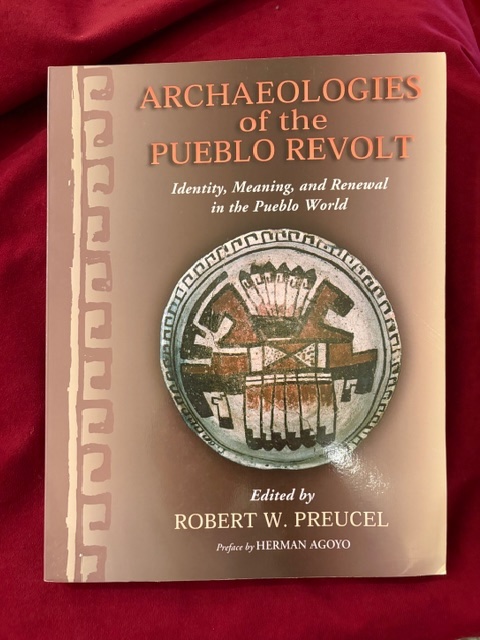 ARCHAEOLOGIES
of the
PUEBLO REVOLT
Identity, Meaning, and Renewal
in the Pueblo World
Edited by
ROBERT W. PREUCEL
Preface by HERMAN AGOYO